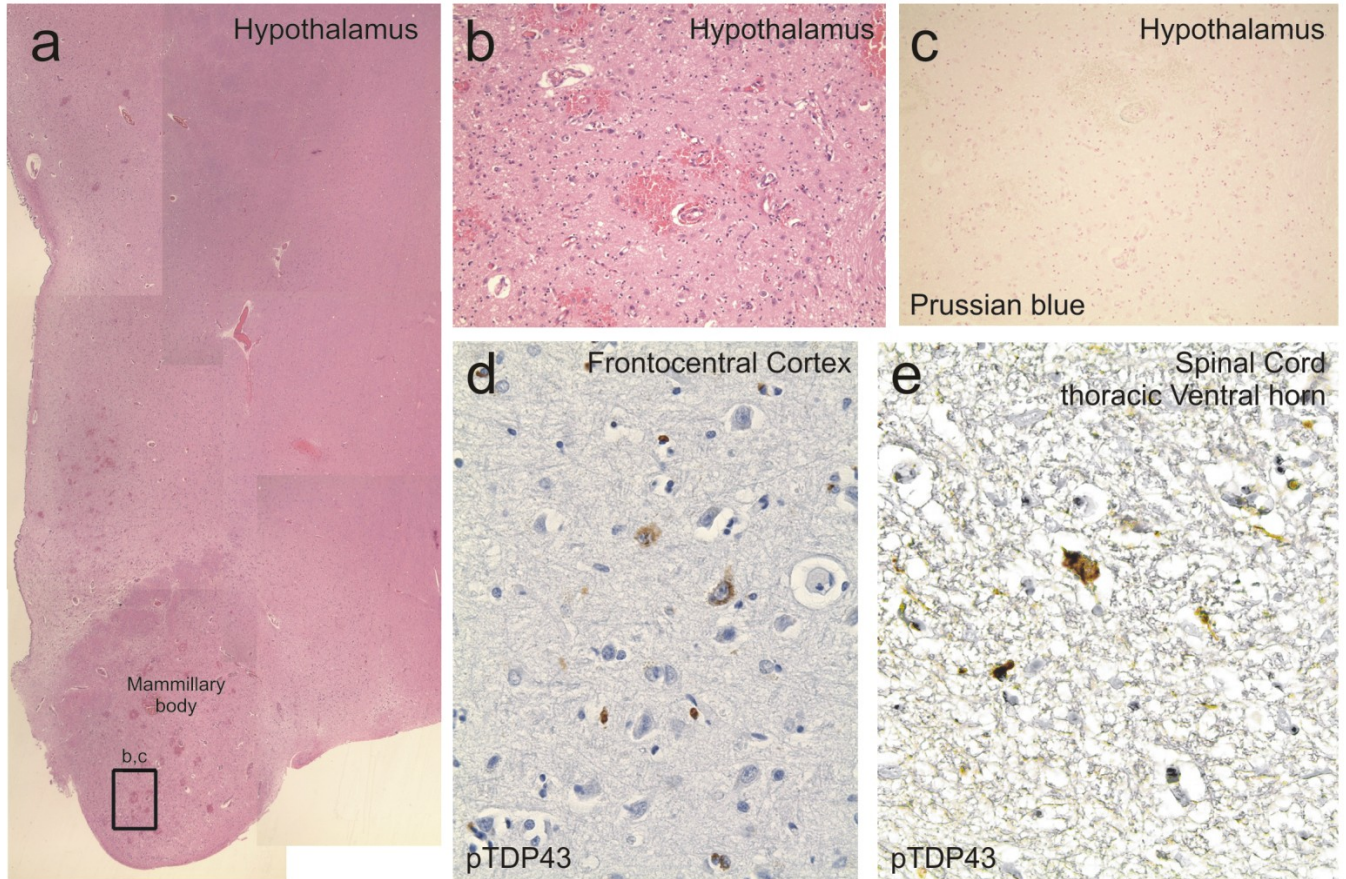 a
Hypothalamus
Mammillary
body
b,c
b
Hypothalamus
c
Hypothalamus
Prussian blue
d
Frontocentral Cortex
pTDP43
e
Spinal Cord
thoracic Ventral horn
pTDP43